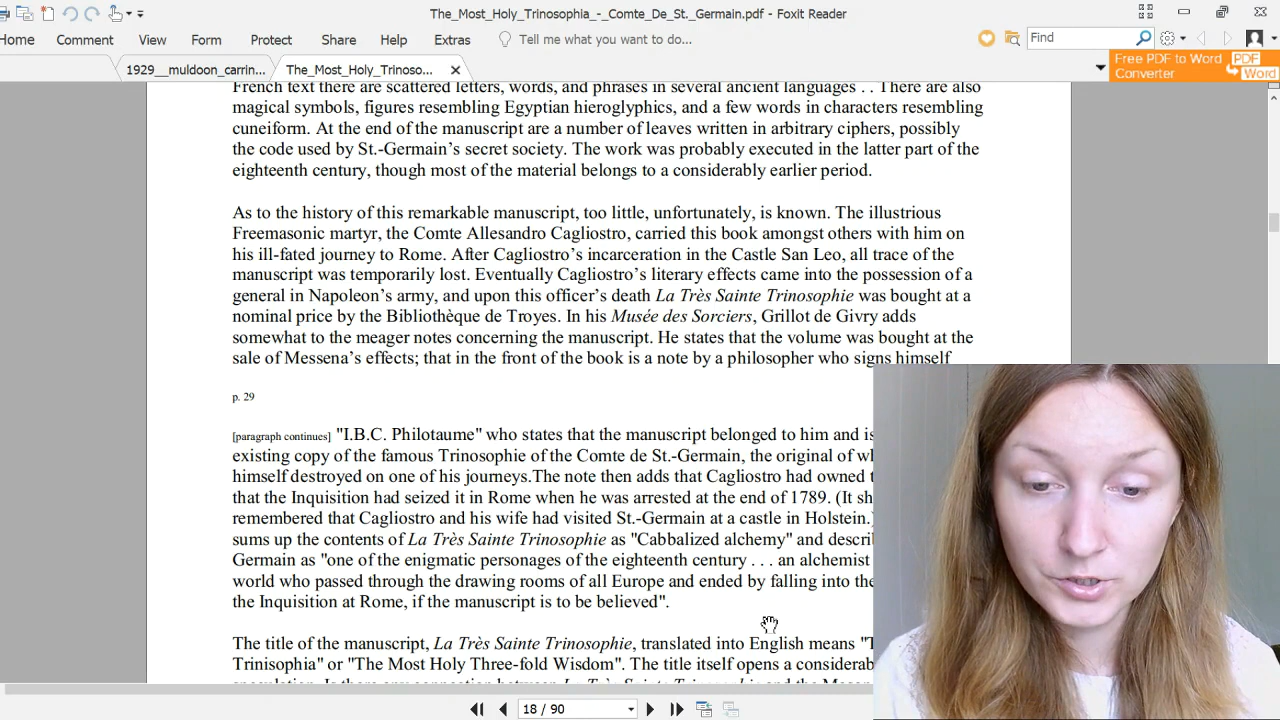 The_Most_Holy_Trinosophia_-_Comte_De_St._Germain.pdf - Foxit Reader
Home Comment View Form Protect Share Help Extras Tell me what you want to do... Find
1929__muldoon_carrin... The_Most_Holy_Trinoso...
Free PDF to Word Converter PDF Word
French text there are scattered letters, words, and phrases in several ancient languages . . There are also
magical symbols, figures resembling Egyptian hieroglyphics, and a few words in characters resembling
cuneiform. At the end of the manuscript are a number of leaves written in arbitrary ciphers, possibly
the code used by St.-Germain's secret society. The work was probably executed in the latter part of the
eighteenth century, though most of the material belongs to a considerably earlier period.
As to the history of this remarkable manuscript, too little, unfortunately, is known. The illustrious
Freemasonic martyr, the Comte Allesandro Cagliostro, carried this book amongst others with him on
his ill-fated journey to Rome. After Cagliostro's incarceration in the Castle San Leo, all trace of the
manuscript was temporarily lost. Eventually Cagliostro's literary effects came into the possession of a
general in Napoleon's army, and upon this officer's death La Très Sainte Trinosophie was bought at a
nominal price by the Bibliothèque de Troyes. In his Musée des Sorciers, Grillot de Givry adds
somewhat to the meager notes concerning the manuscript. He states that the volume was bought at the
sale of Messena's effects; that in the front of the book is a note by a philosopher who signs himself
p. 29
[paragraph continues] "I.B.C. Philotaume" who states that the manuscript belonged to him and is
existing copy of the famous Trinosophie of the Comte de St.-Germain, the original of
himself destroyed on one of his journeys.The note then adds that Cagliostro had owned
that the Inquisition had seized it in Rome when he was arrested at the end of 1789. (It
remembered that Cagliostro and his wife had visited St.-Germain at a castle in Holstein.)
sums up the contents of La Très Sainte Trinosophie as "Cabbalized alchemy" and
Germain as "one of the enigmatic personages of the eighteenth century . . . an alchemist
world who passed through the drawing rooms of all Europe and ended by falling into the
the Inquisition at Rome, if the manuscript is to be believed".
The title of the manuscript, La Très Sainte Trinosophie, translated into English means
Trinisophia" or "The Most Holy Three-fold Wisdom". The title itself opens a
18 / 90